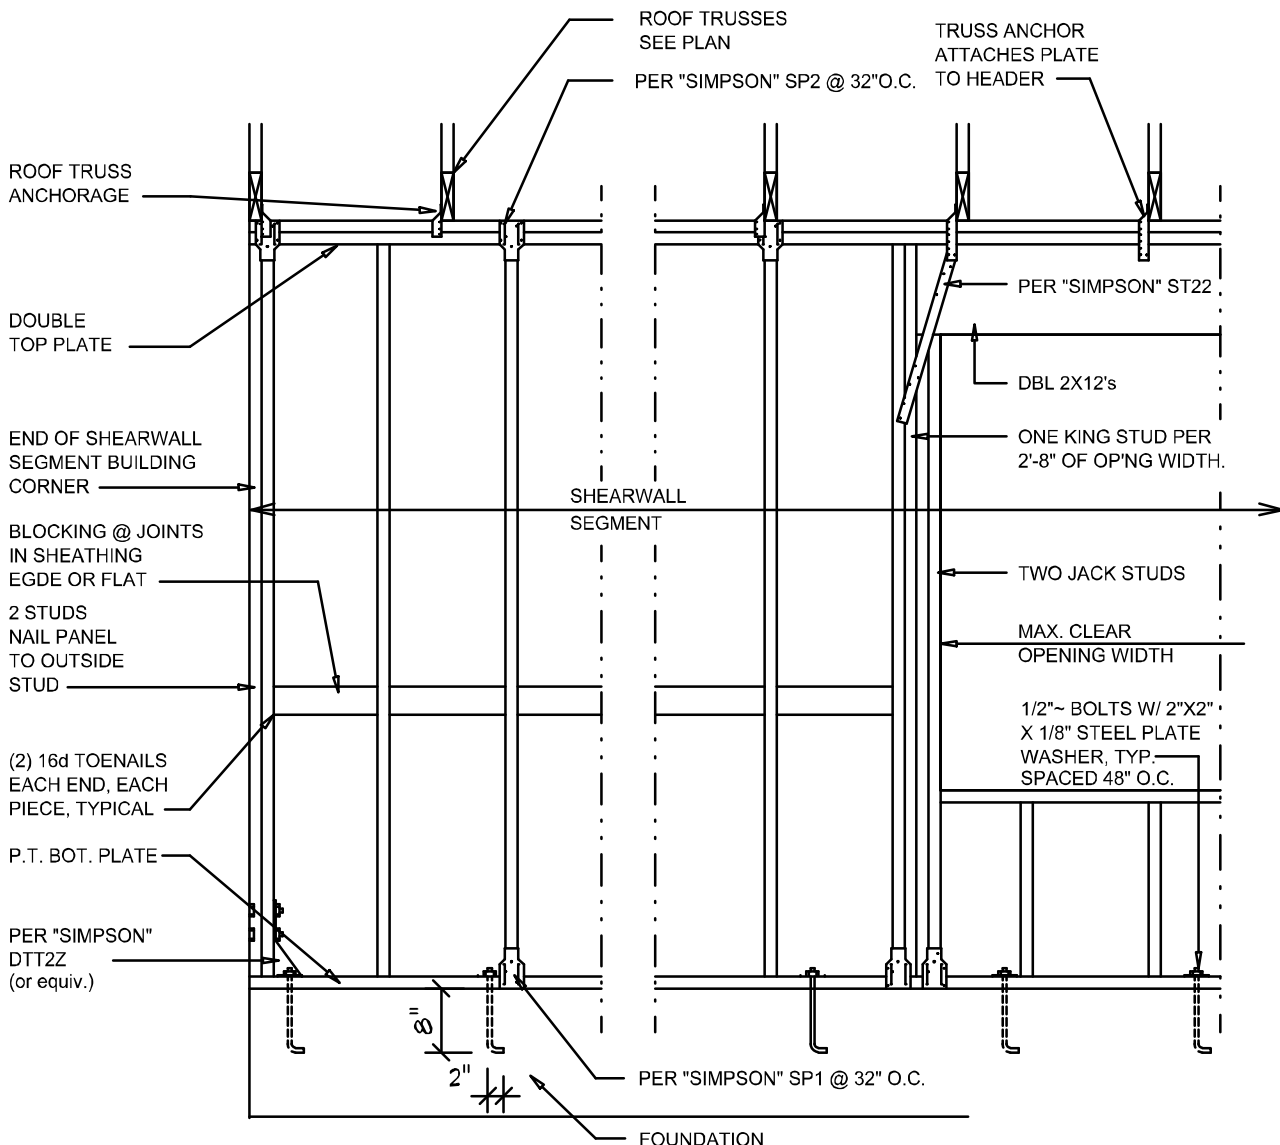 ROOF TRUSSES
SEE PLAN
TRUSS ANCHOR
ATTACHES PLATE
TO HEADER
PER "SIMPSON" SP2 @ 32"O.C.
ROOF TRUSS
ANCHORAGE
PER "SIMPSON" ST22
DOUBLE
TOP PLATE
DBL 2X12's
END OF SHEARWALL
SEGMENT BUILDING
CORNER
ONE KING STUD PER
2'-8" OF OP'NG WIDTH.
SHEARWALL
SEGMENT
BLOCKING @ JOINTS
IN SHEATHING
EGDE OR FLAT
TWO JACK STUDS
2 STUDS
NAIL PANEL
TO OUTSIDE
STUD
MAX. CLEAR
OPENING WIDTH
1/2"~ BOLTS W/ 2"X2"
X 1/8" STEEL PLATE
WASHER, TYP.
SPACED 48" O.C.
(2) 16d TOENAILS
EACH END, EACH
PIECE, TYPICAL
P.T. BOT. PLATE
PER "SIMPSON"
DTT2Z
(or equiv.)
8"
2"
PER "SIMPSON" SP1 @ 32" O.C.
FOUNDATION